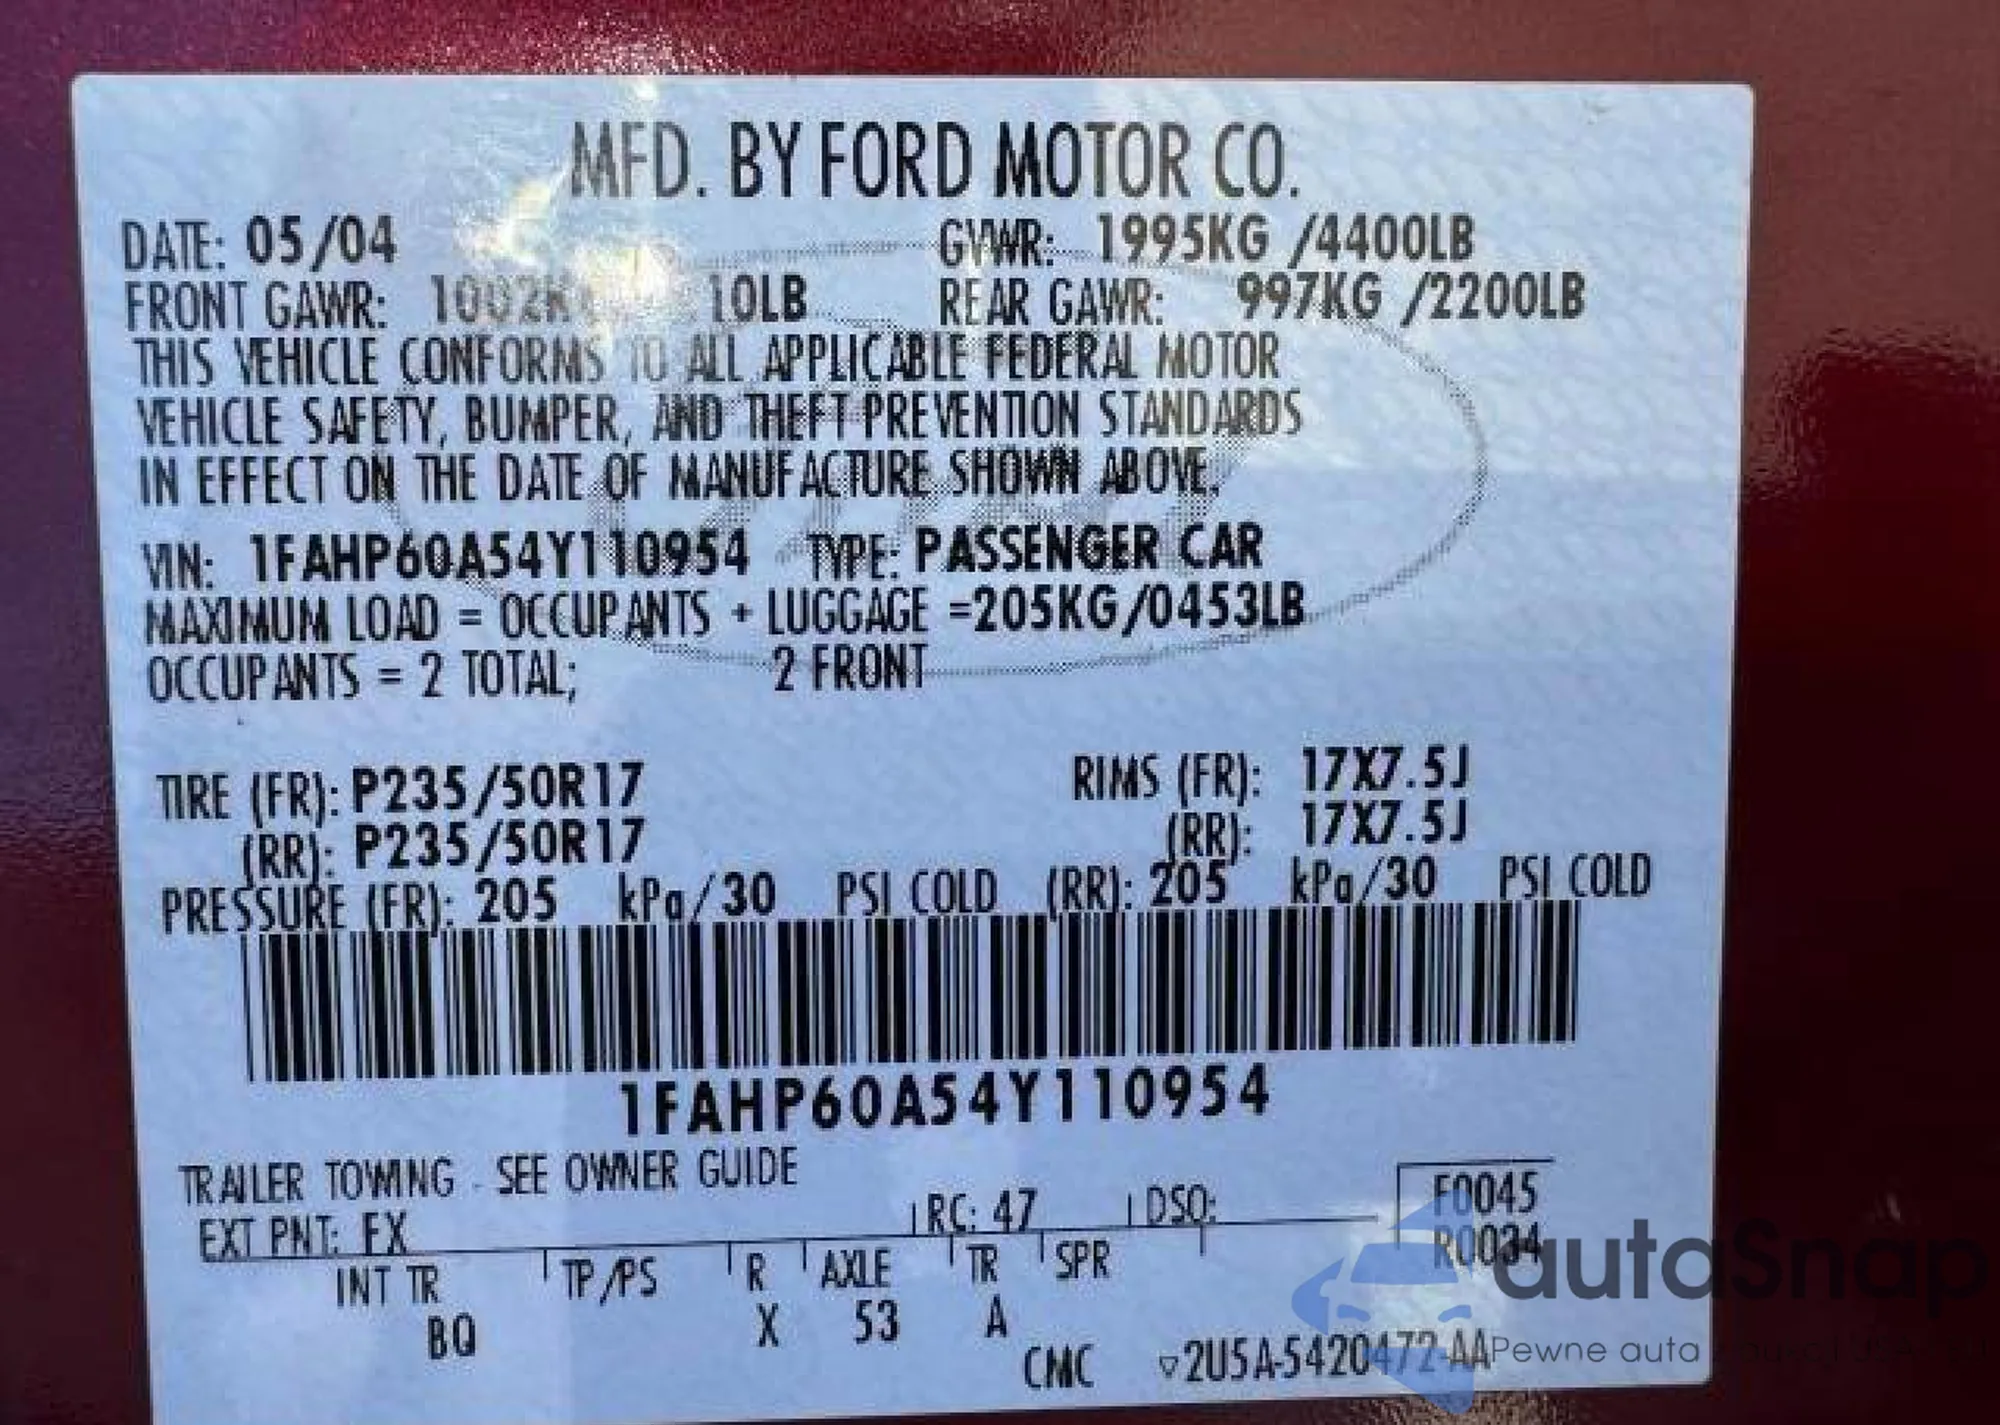 MFD. BY FORD MOTOR CO.
DATE: 05/04 GVWR: 1995KG /4400LB
FRONT GAWR: 1002K 10LB REAR GAWR: 997KG /2200LB
THIS VEHICLE CONFORMS TO ALL APPLICABLE FEDERAL MOTOR
VEHICLE SAFETY, BUMPER, AND THEFT PREVENTION STANDARDS
IN EFFECT ON THE DATE OF MANUFACTURE SHOWN ABOVE.
VIN: 1FAHP60A54Y110954 TYPE: PASSENGER CAR
MAXIMUM LOAD = OCCUPANTS + LUGGAGE =205KG/0453LB
OCCUPANTS = 2 TOTAL; 2 FRONT
TIRE (FR): P235/50R17 RIMS (FR): 17X7.5J
(RR): P235/50R17 (RR): 17X7.5J
PRESSURE (FR): 205 kPa/30 PSI COLD (RR): 205 kPa/30 PSI COLD
1FAHP60A54Y110954
TRAILER TOWING - SEE OWNER GUIDE
EXT PNT: FX RC: 47 DSO: F0045
R0034
INT TR TP/PS R AXLE TR SPR
BQ X 53 A
CMC ▽2U5A-5420472-AA
autaSnap
Pewne auta